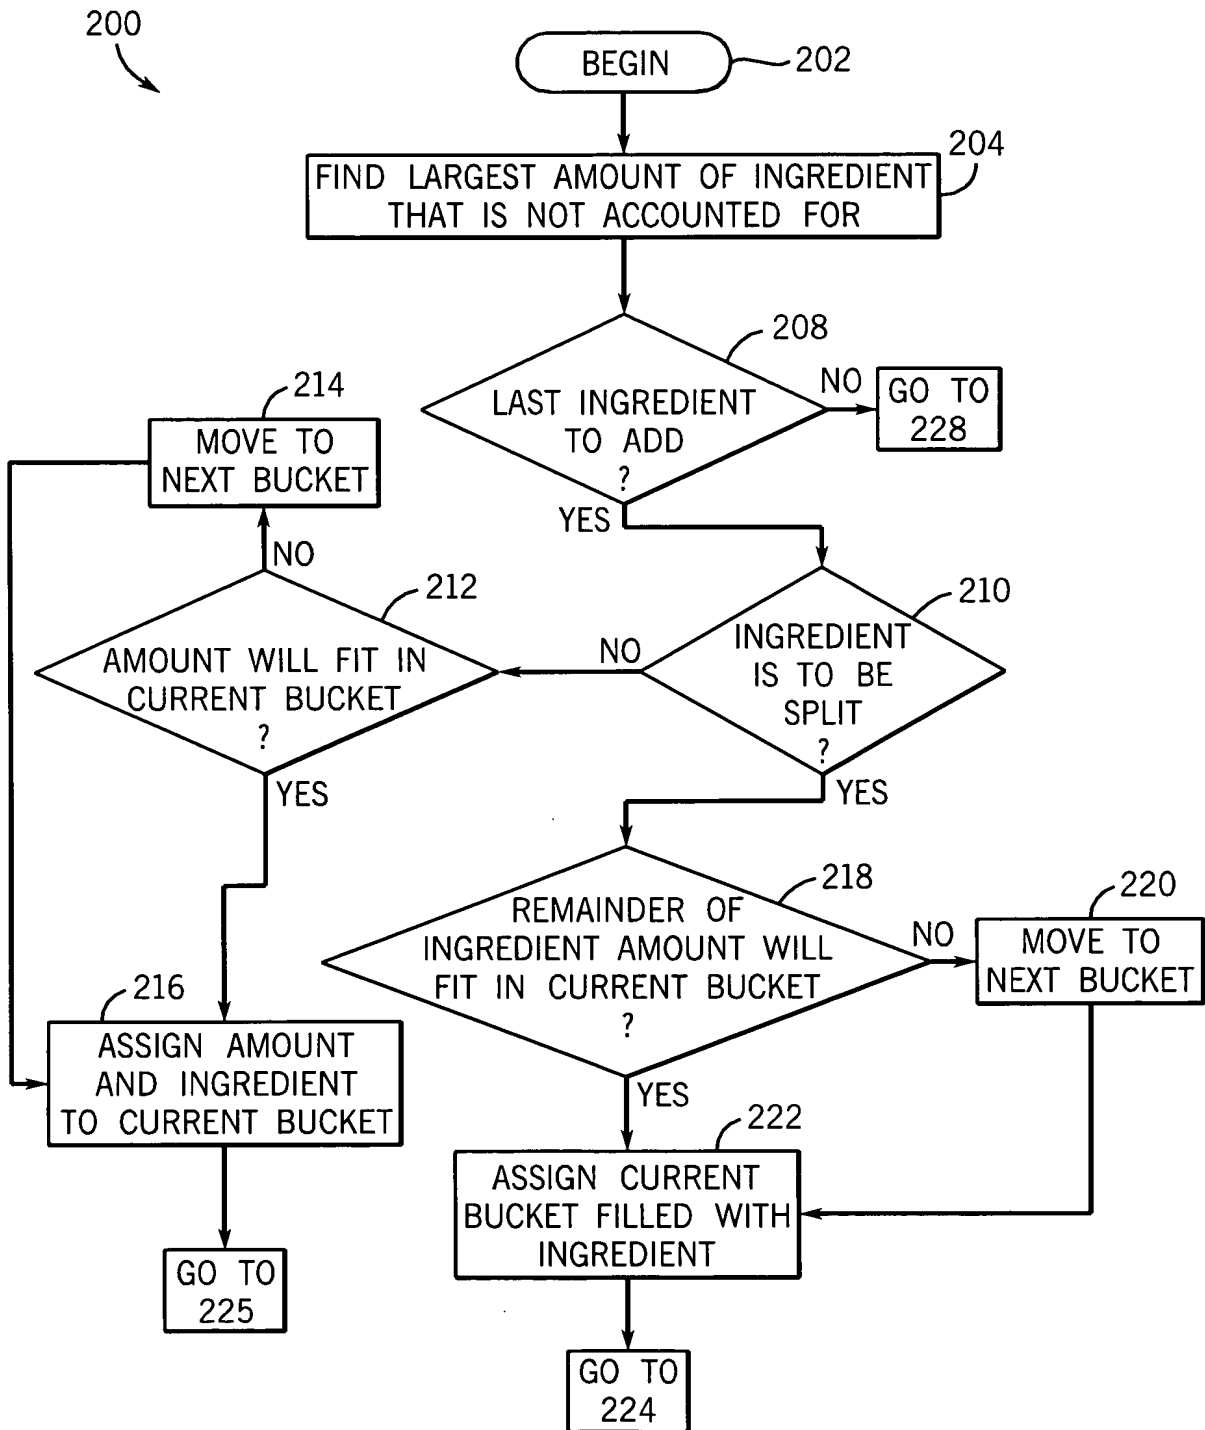 200
BEGIN
202
204
FIND LARGEST AMOUNT OF INGREDIENT
THAT IS NOT ACCOUNTED FOR
208
LAST INGREDIENT
TO ADD
?
NO
GO TO
228
YES
214
MOVE TO
NEXT BUCKET
NO
212
AMOUNT WILL FIT IN
CURRENT BUCKET
?
YES
NO
210
INGREDIENT
IS TO BE
SPLIT
?
YES
218
REMAINDER OF
INGREDIENT AMOUNT WILL
FIT IN CURRENT BUCKET
?
NO
220
MOVE TO
NEXT BUCKET
YES
216
ASSIGN AMOUNT
AND INGREDIENT
TO CURRENT BUCKET
GO TO
225
222
ASSIGN CURRENT
BUCKET FILLED WITH
INGREDIENT
GO TO
224